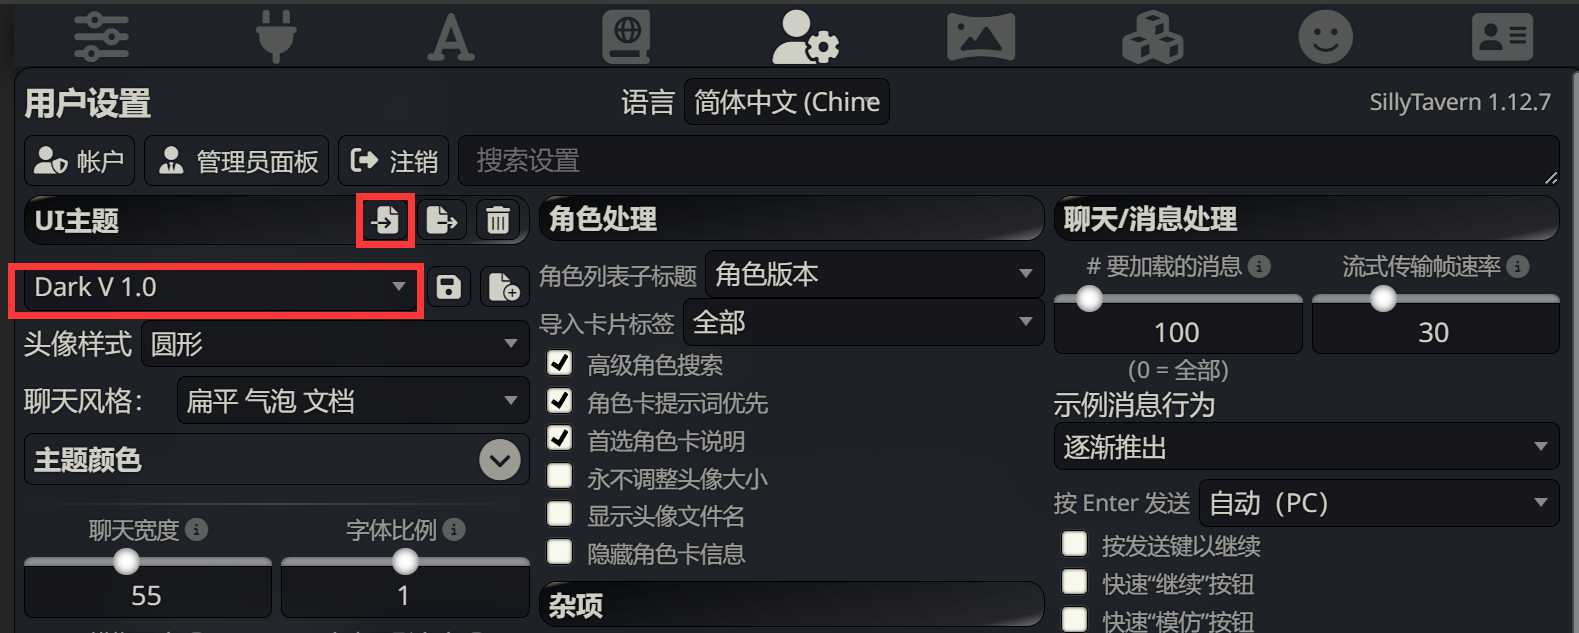 用户设置
语言 简体中文 (Chine
SillyTavern 1.12.7
帐户 管理员面板 注销 搜索设置
UI主题
Dark V 1.0
头像样式 圆形
聊天风格： 扁平 气泡 文档
主题颜色
聊天宽度 字体比例
55 1
角色处理
角色列表子标题 角色版本
导入卡片标签 全部
高级角色搜索
角色卡提示词优先
首选角色卡说明
永不调整头像大小
显示头像文件名
隐藏角色卡信息
杂项
聊天/消息处理
# 要加载的消息 流式传输帧速率
100 30
(0 = 全部)
示例消息行为
逐渐推出
按 Enter 发送 自动（PC）
按发送键以继续
快速“继续”按钮
快速“模仿”按钮